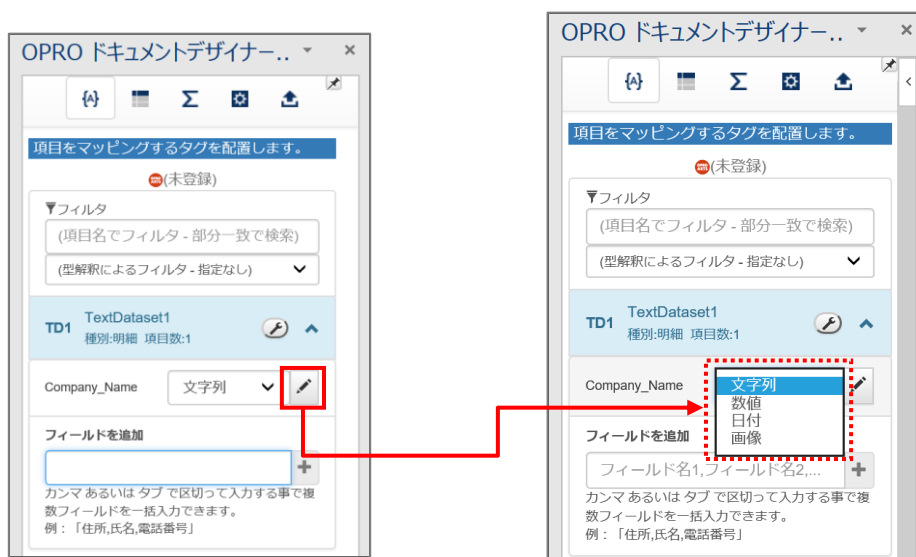 OPRO ドキュメントデザイナー..
{A}
項目をマッピングするタグを配置します。
(未登録)
フィルタ
(項目名でフィルタ - 部分一致で検索)
(型解釈によるフィルタ - 指定なし)
TD1
TextDataset1
種別:明細 項目数:1
Company_Name
文字列
フィールドを追加
カンマ あるいは タブ で区切って入力する事で複
数フィールドを一括入力できます。
例：「住所,氏名,電話番号」
OPRO ドキュメントデザイナー..
{A}
項目をマッピングするタグを配置します。
(未登録)
フィルタ
(項目名でフィルタ - 部分一致で検索)
(型解釈によるフィルタ - 指定なし)
TD1
TextDataset1
種別:明細 項目数:1
Company_Name
文字列
数値
日付
画像
フィールドを追加
フィールド名1,フィールド名2,...
カンマ あるいは タブ で区切って入力する事で複
数フィールドを一括入力できます。
例：「住所,氏名,電話番号」